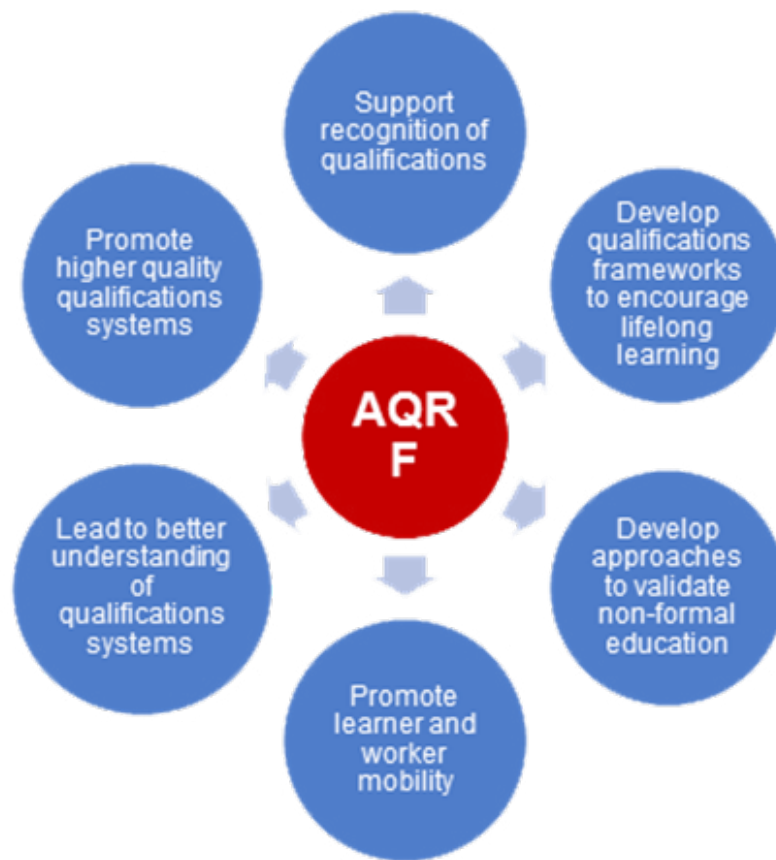 Support
recognition of
qualifications
Develop
qualifications
frameworks
to encourage
lifelong
learning
Develop
approaches
to validate
non-formal
education
Promote
learner and
worker
mobility
Lead to better
understanding
of
qualifications
systems
Promote
higher quality
qualifications
systems
AQR
F